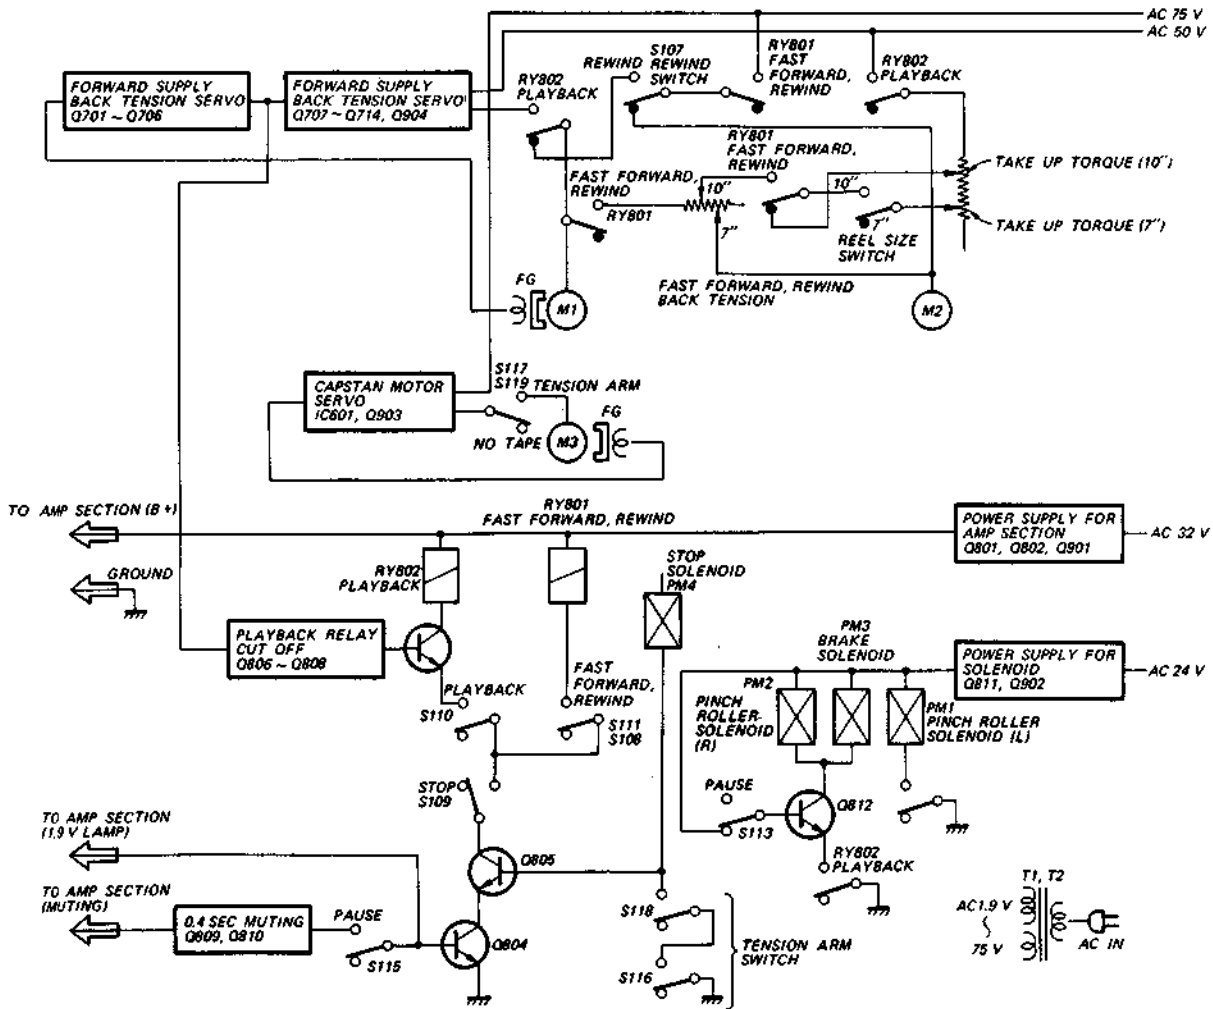 AC 75 V
AC 50 V
FORWARD SUPPLY
BACK TENSION SERVO
Q701 ~ Q706
FORWARD SUPPLY
BACK TENSION SERVO
Q707 ~ Q714, Q904
RY802
PLAYBACK
REWIND
S107
REWIND
SWITCH
RY801
FAST
FORWARD,
REWIND
RY802
PLAYBACK
RY801
FAST FORWARD,
REWIND
FAST FORWARD,
REWIND
RY801
10"
7"
10"
7"
REEL SIZE
SWITCH
TAKE UP TORQUE (10")
TAKE UP TORQUE (7")
FAST FORWARD, REWIND
BACK TENSION
FG
M1
M2
CAPSTAN MOTOR
SERVO
IC601, Q903
S117
S119
TENSION ARM
NO TAPE
M3
FG
TO AMP SECTION (B +)
GROUND
RY801
FAST FORWARD, REWIND
RY802
PLAYBACK
STOP
SOLENOID
PM4
POWER SUPPLY FOR
AMP SECTION
Q801, Q802, Q901
AC 32 V
PLAYBACK RELAY
CUT OFF
Q806 ~ Q808
PLAYBACK
S110
FAST
FORWARD,
REWIND
S111
S108
PM3
BRAKE
SOLENOID
PM2
PINCH
ROLLER-
SOLENOID
(R)
PM1
PINCH ROLLER
SOLENOID (L)
POWER SUPPLY FOR
SOLENOID
Q811, Q902
AC 24 V
STOP
S109
PAUSE
S113
Q812
RY802
PLAYBACK
TO AMP SECTION
(1.9 V LAMP)
TO AMP SECTION
(MUTING)
0.4 SEC MUTING
Q809, Q810
PAUSE
S115
Q805
Q804
S118
S116
TENSION ARM
SWITCH
T1, T2
AC1.9 V
75 V
AC IN